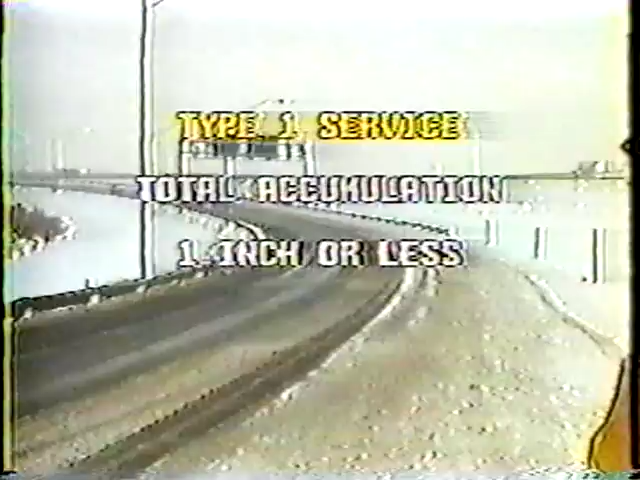 TYPE 1 SERVICE
TOTAL ACCUMULATION
1 INCH OR LESS